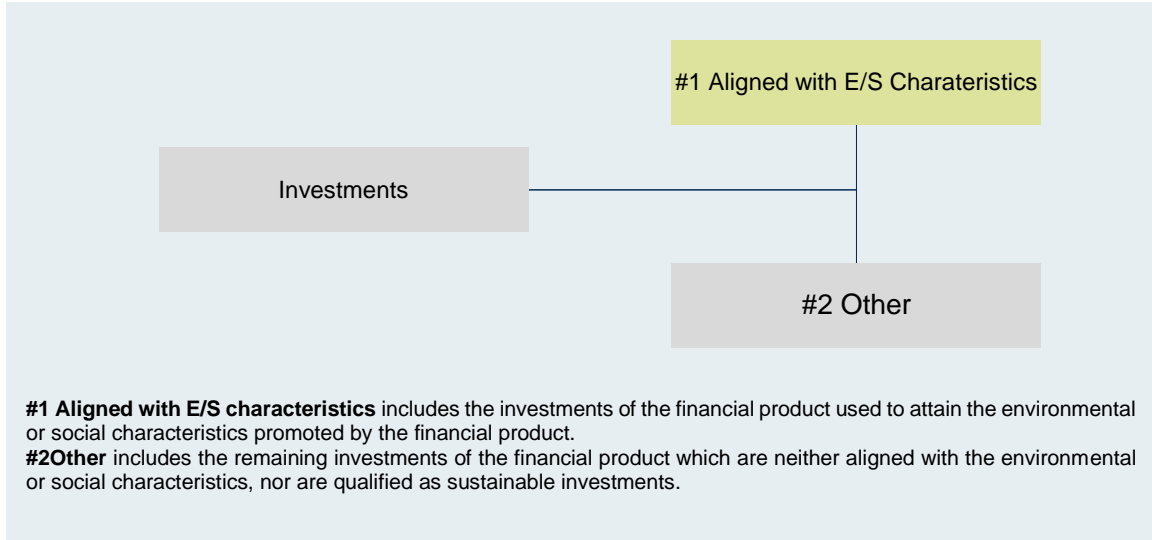 #1 Aligned with E/S Charateristics
Investments
#2 Other
#1 Aligned with E/S characteristics includes the investments of the financial product used to attain the environmental
or social characteristics promoted by the financial product.
#2Other includes the remaining investments of the financial product which are neither aligned with the environmental
or social characteristics, nor are qualified as sustainable investments.